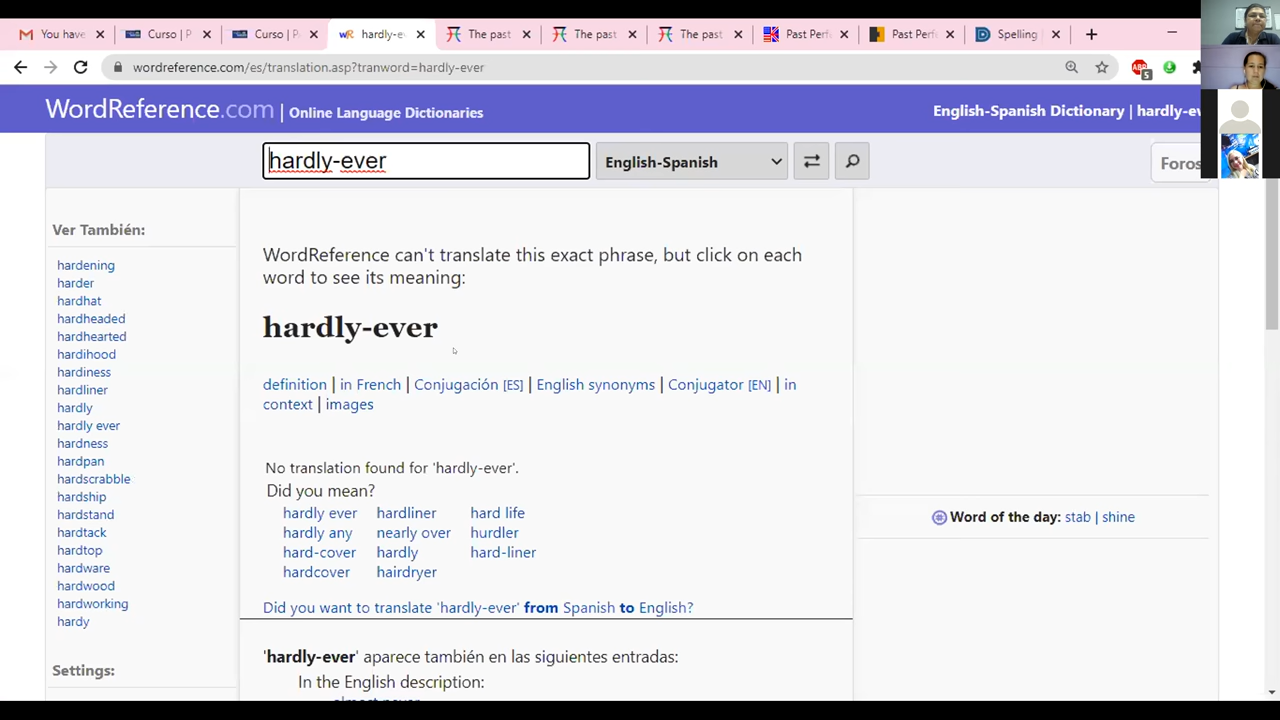 You have
Curso | P
Curso | P
hardly-e
The past
The past
The past
Past Perf
Past Perf
Spelling
wordreference.com/es/translation.asp?tranword=hardly-ever
ABP
5
WordReference.com | Online Language Dictionaries
English-Spanish Dictionary | hardly-ev
hardly-ever
English-Spanish
Foros
Ver También:
hardening
harder
hardhat
hardheaded
hardhearted
hardihood
hardiness
hardliner
hardly
hardly ever
hardness
hardpan
hardscrabble
hardship
hardstand
hardtack
hardtop
hardware
hardwood
hardworking
hardy
Settings:
WordReference can't translate this exact phrase, but click on each
word to see its meaning:
hardly-ever
definition | in French | Conjugación [ES] | English synonyms | Conjugator [EN] | in
context | images
No translation found for 'hardly-ever'.
Did you mean?
hardly ever hardliner hard life
hardly any nearly over hurdler
hard-cover hardly hard-liner
hardcover hairdryer
Did you want to translate 'hardly-ever' from Spanish to English?
'hardly-ever' aparece también en las siguientes entradas:
In the English description:
almost never
Word of the day: stab | shine